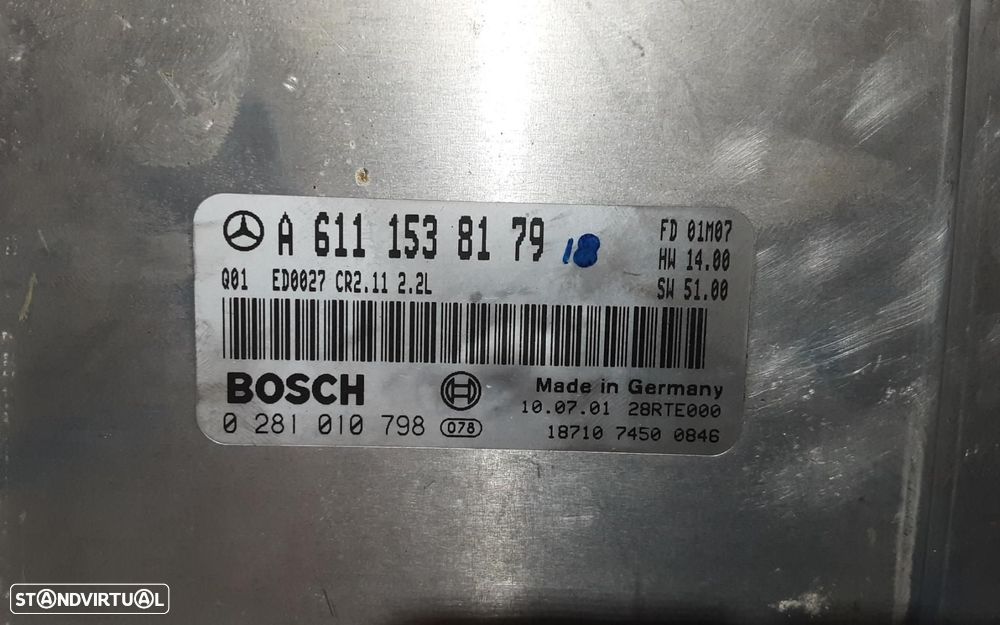 A 611 153 81 79 18
FD 01M07
HW 14.00
SW 51.00
Q01 ED0027 CR2.11 2.2L
BOSCH
Made in Germany
10.07.01 28RTE000
0 281 010 798 078
18710 7450 0846
STANDVIRTUAL